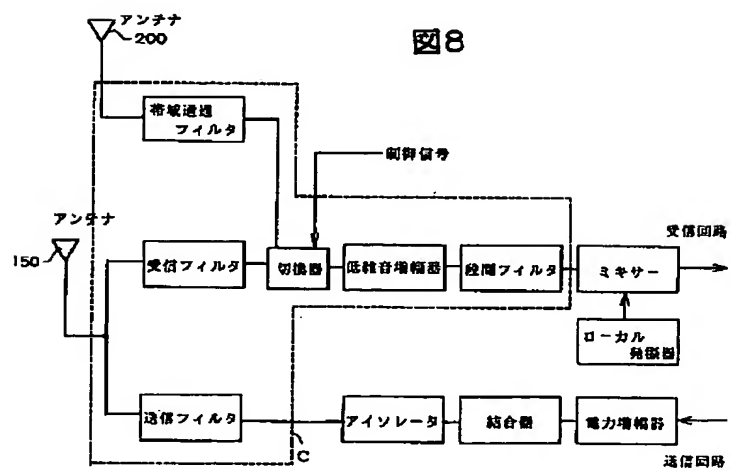 アンテナ
200
図8
帯域通過
フィルタ
制御信号
アンテナ
150
受信フィルタ
切換器
低雑音増幅器
段間フィルタ
ミキサー
受信回路
ローカル
発振器
送信フィルタ
C
アイソレータ
結合器
電力増幅器
送信回路